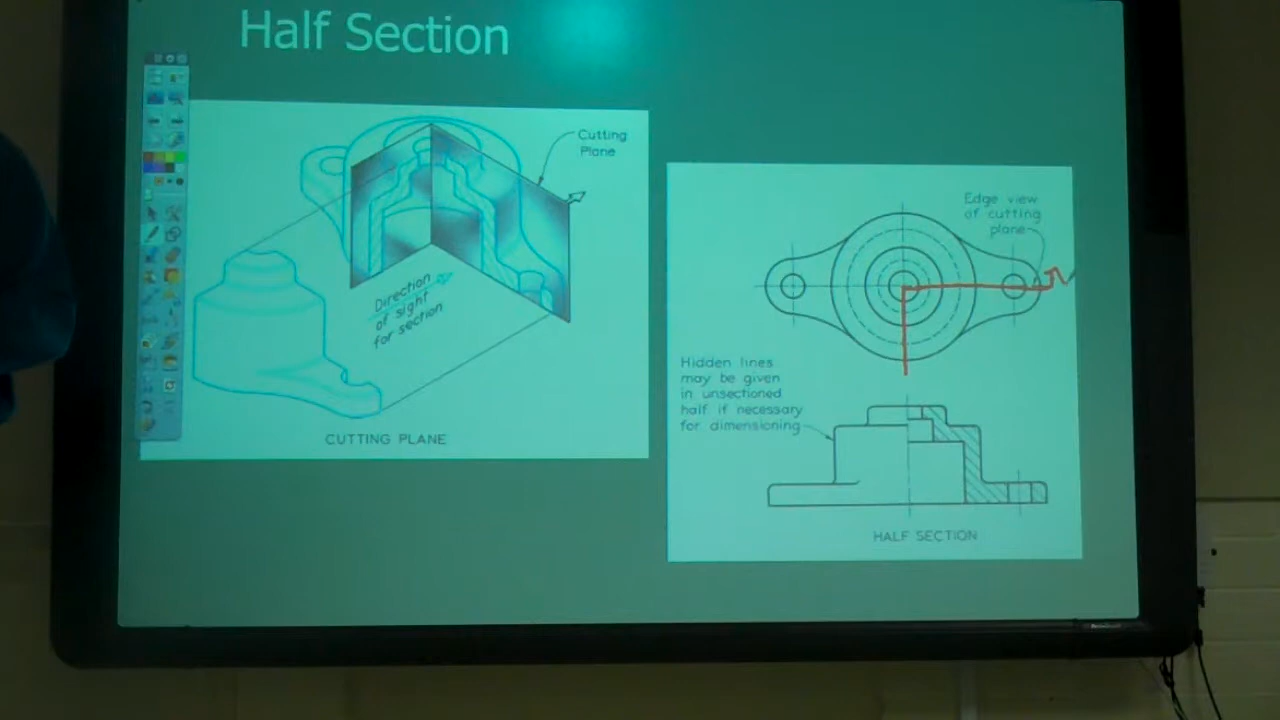 Half Section
Cutting
Plane
Direction
of sight
for section
CUTTING PLANE
Edge view
of cutting
plane
Hidden lines
may be given
in unsectioned
half if necessary
for dimensioning
HALF SECTION